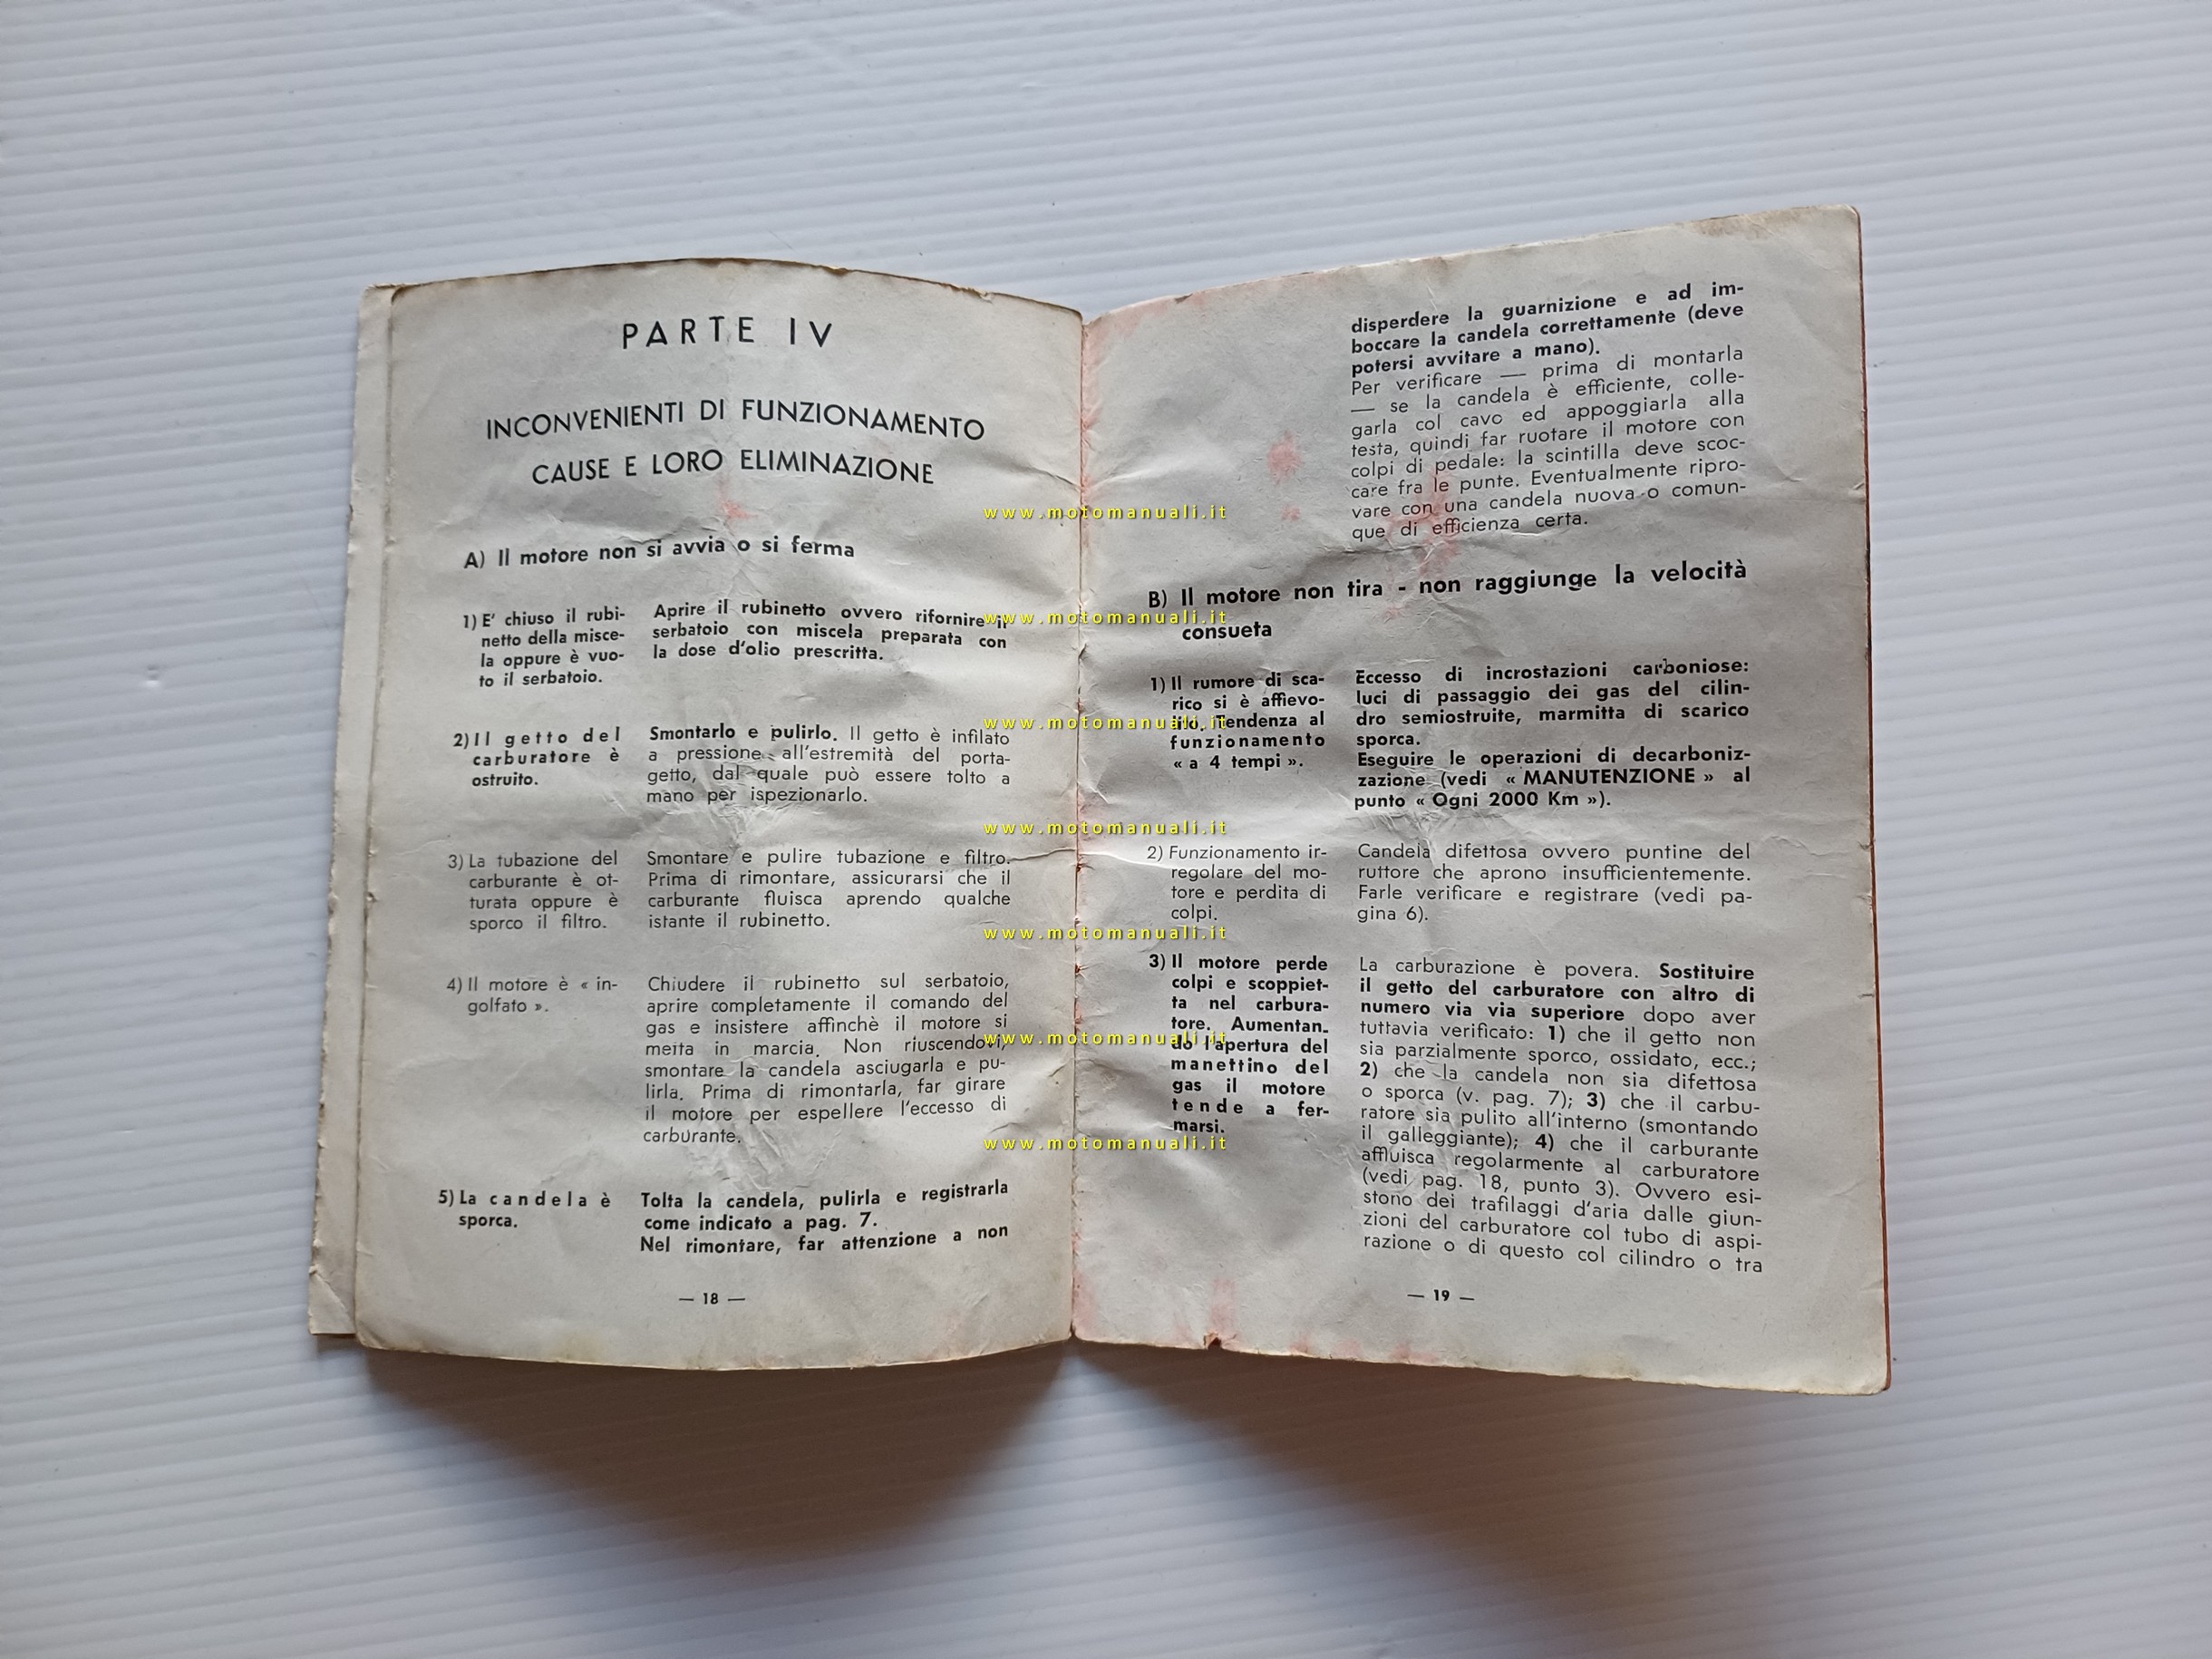 PARTE IV
INCONVENIENTI DI FUNZIONAMENTO
CAUSE E LORO ELIMINAZIONE
A) Il motore non si avvia o si ferma
1) E' chiuso il rubi-
netto della misce-
la oppure è vuo-
to il serbatoio.
Aprire il rubinetto ovvero rifornire il
serbatoio con miscela preparata con
la dose d'olio prescritta.
2) Il getto del
carburatore è
ostruito.
Smontarlo e pulirlo. Il getto è infilato
a pressione all'estremità del porta-
getto, dal quale può essere tolto a
mano per ispezionarlo.
3) La tubazione del
carburante è ot-
turata oppure è
sporco il filtro.
Smontare e pulire tubazione e filtro.
Prima di rimontare, assicurarsi che il
carburante fluisca aprendo qualche
istante il rubinetto.
4) Il motore è « in-
golfato ».
Chiudere il rubinetto sul serbatoio,
aprire completamente il comando del
gas e insistere affinchè il motore si
metta in marcia. Non riuscendovi,
smontare la candela asciugarla e pu-
lirla. Prima di rimontarla, far girare
il motore per espellere l'eccesso di
carburante.
5) La candela è
sporca.
Tolta la candela, pulirla e registrarla
come indicato a pag. 7.
Nel rimontare, far attenzione a non
— 18 —
disperdere la guarnizione e ad im-
boccare la candela correttamente (deve
potersi avvitare a mano).
Per verificare — prima di montarla
— se la candela è efficiente, colle-
garla col cavo ed appoggiarla alla
testa, quindi far ruotare il motore con
colpi di pedale: la scintilla deve scoc-
care fra le punte. Eventualmente ripro-
vare con una candela nuova o comun-
que di efficienza certa.
B) Il motore non tira - non raggiunge la velocità
consueta
1) Il rumore di sca-
rico si è affievo-
lito. Tendenza al
funzionamento
« a 4 tempi ».
Eccesso di incrostazioni carboniose:
luci di passaggio dei gas del cilin-
dro semiostruite, marmitta di scarico
sporca.
Eseguire le operazioni di decarboniz-
zazione (vedi « MANUTENZIONE » al
punto « Ogni 2000 Km »).
2) Funzionamento ir-
regolare del mo-
tore e perdita di
colpi.
Candela difettosa ovvero puntine del
ruttore che aprono insufficientemente.
Farle verificare e registrare (vedi pa-
gina 6).
3) Il motore perde
colpi e scoppiet-
ta nel carbura-
tore. Aumentan-
do l'apertura del
manettino del
gas il motore
tende a fer-
marsi.
La carburazione è povera. Sostituire
il getto del carburatore con altro di
numero via via superiore dopo aver
tuttavia verificato: 1) che il getto non
sia parzialmente sporco, ossidato, ecc.;
2) che la candela non sia difettosa
o sporca (v. pag. 7); 3) che il carbu-
ratore sia pulito all'interno (smontando
il galleggiante); 4) che il carburante
affluisca regolarmente al carburatore
(vedi pag. 18, punto 3). Ovvero esi-
stono dei trafilaggi d'aria dalle giun-
zioni del carburatore col tubo di aspi-
razione o di questo col cilindro o tra
— 19 —
www.motomanuali.it
www.motomanuali.it
www.motomanuali.it
www.motomanuali.it
www.motomanuali.it
www.motomanuali.it
www.motomanuali.it